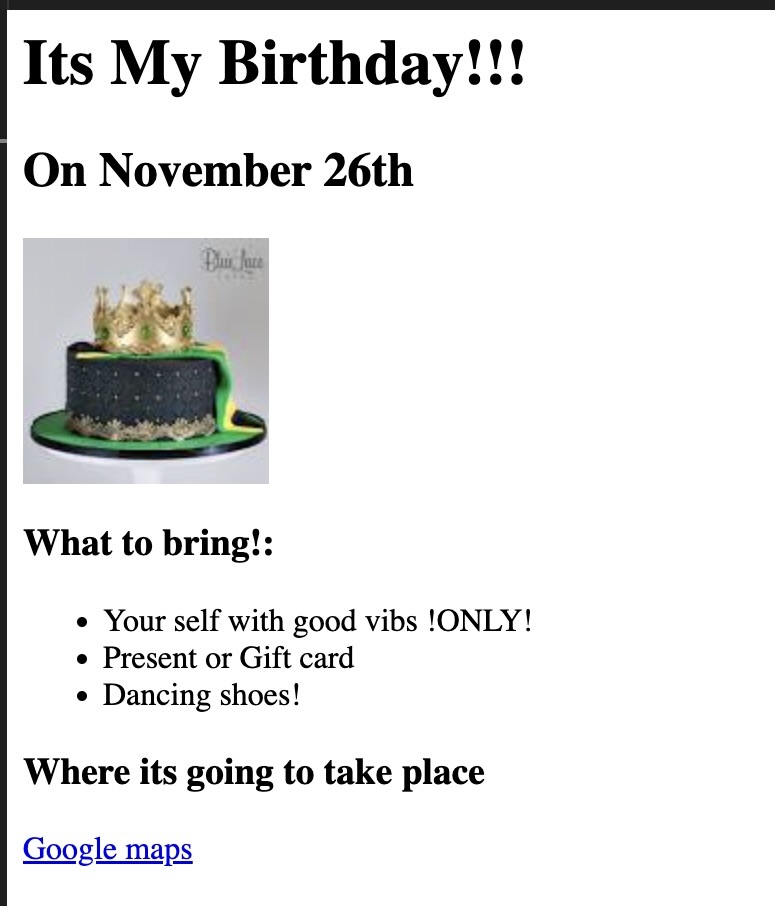 Its My Birthday!!!
On November 26th
Blue Lace
What to bring!:
Your self with good vibs !ONLY!
Present or Gift card
Dancing shoes!
Where its going to take place
Google maps